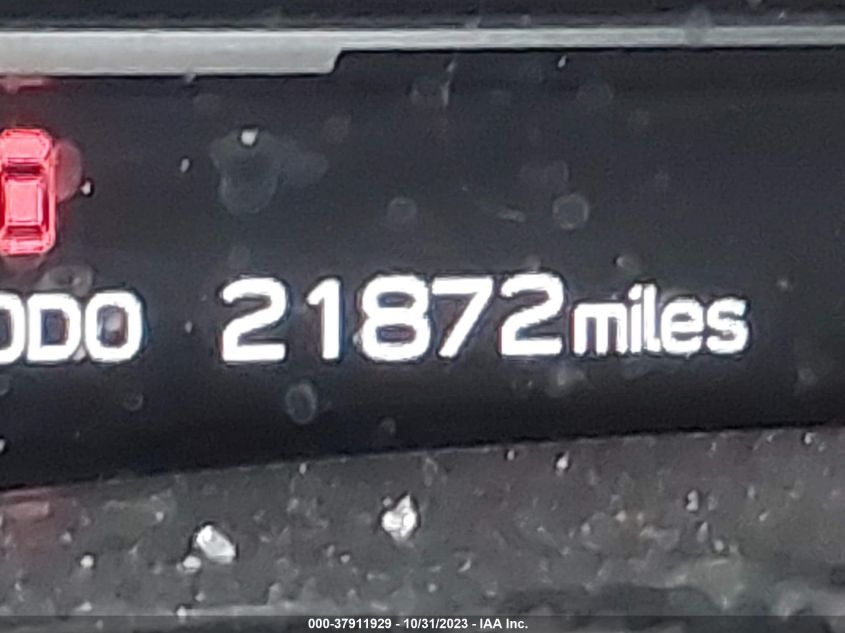 ODO 21872miles
000-37911929 - 10/31/2023 - IAA Inc.